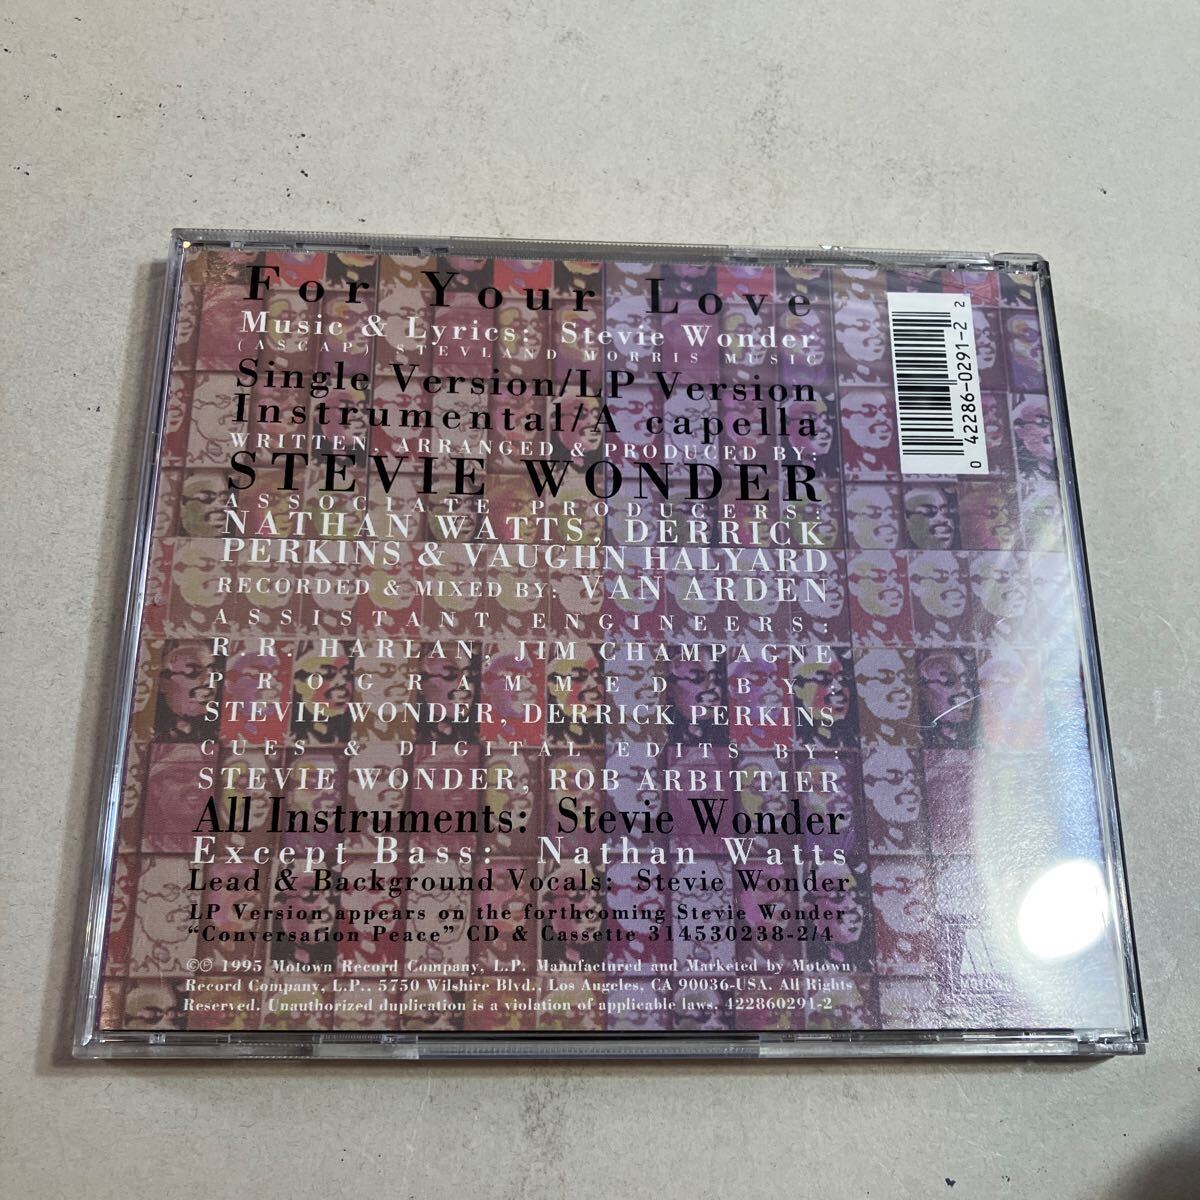 For Your Love
Music & Lyrics: Stevie Wonder
(ASCAP) STEVLAND MORRIS MUSIC
Single Version/LP Version
Instrumental/A capella
WRITTEN, ARRANGED & PRODUCED BY:
STEVIE WONDER
ASSOCIATE PRODUCERS:
NATHAN WATTS, DERRICK
PERKINS & VAUGHN HALYARD
RECORDED & MIXED BY: VAN ARDEN
ASSISTANT ENGINEERS:
R.R. HARLAN, JIM CHAMPAGNE
PROGRAMMED BY:
STEVIE WONDER, DERRICK PERKINS
CUES & DIGITAL EDITS BY:
STEVIE WONDER, ROB ARBITTIER
All Instruments: Stevie Wonder
Except Bass: Nathan Watts
Lead & Background Vocals: Stevie Wonder
LP Version appears on the forthcoming Stevie Wonder
“Conversation Peace” CD & Cassette 314530238-2/4
©℗ 1995 Motown Record Company, L.P. Manufactured and Marketed by Motown
Record Company, L.P.. 5750 Wilshire Blvd., Los Angeles, CA 90036-USA. All Rights
Reserved. Unauthorized duplication is a violation of applicable laws. 422860291-2
0 42286-0291-2 2
MOTOWN